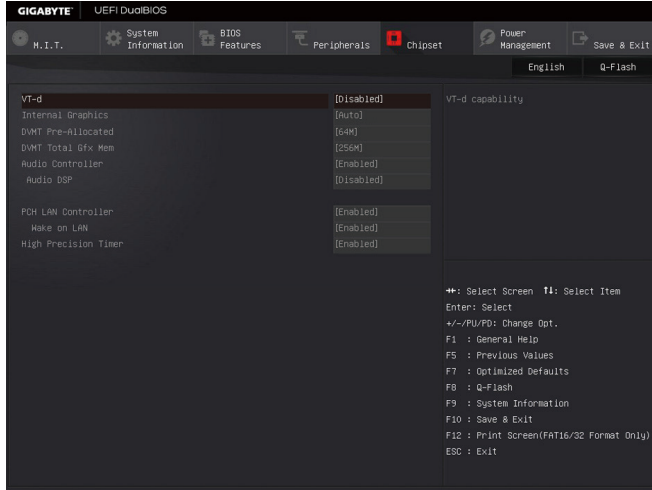 GIGABYTE™ UEFI DualBIOS
M.I.T. System Information BIOS Features Peripherals Chipset Power Management Save & Exit
English Q-Flash
VT-d [Disabled] VT-d capability
Internal Graphics [Auto]
DVMT Pre-Allocated [64M]
DVMT Total Gfx Mem [256M]
Audio Controller [Enabled]
Audio DSP [Disabled]
PCH LAN Controller [Enabled]
Wake on LAN [Enabled]
High Precision Timer [Enabled]
→←: Select Screen ↑↓: Select Item
Enter: Select
+/-/PU/PD: Change Opt.
F1 : General Help
F5 : Previous Values
F7 : Optimized Defaults
F8 : Q-Flash
F9 : System Information
F10 : Save & Exit
F12 : Print Screen(FAT16/32 Format Only)
ESC : Exit